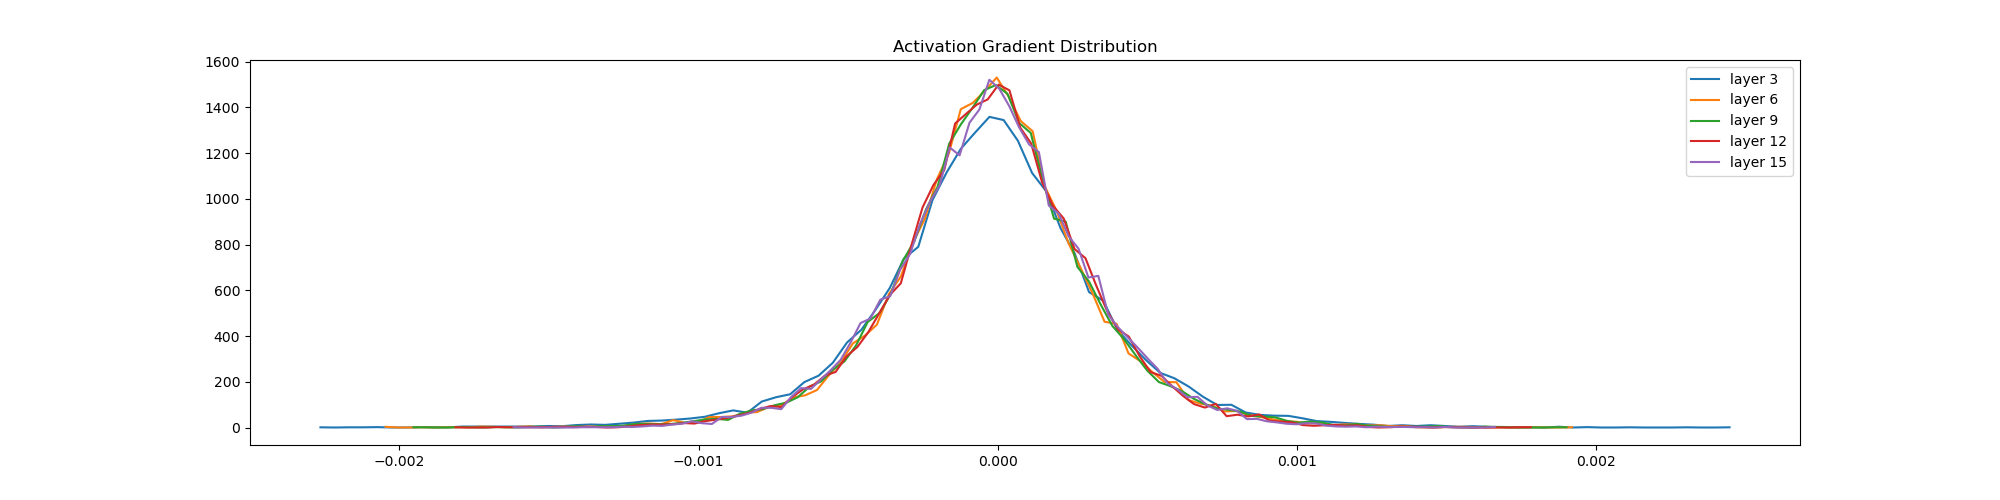 Activation Gradient Distribution
1600
1400
1200
1000
800
600
400
200
0
−0.002
−0.001
0.000
0.001
0.002
layer 3
layer 6
layer 9
layer 12
layer 15